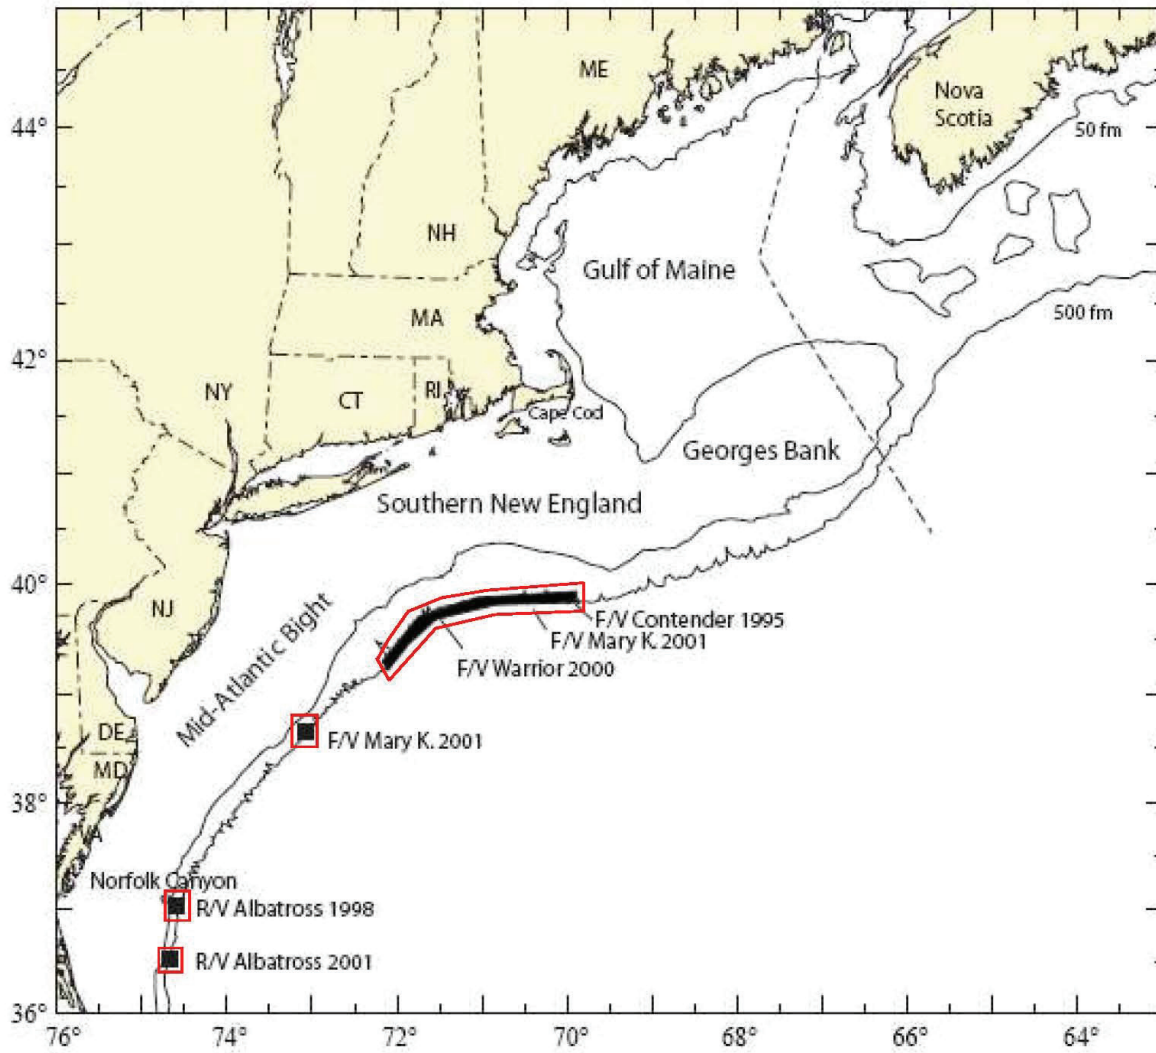 ME
Nova
Scotia
44°
50 fm
NH
Gulf of Maine
500 fm
MA
42°
NY
CT
RI
Cape Cod
Georges Bank
Southern New England
40°
NJ
F/V Contender 1995
F/V Mary K. 2001
F/V Warrior 2000
Mid-Atlantic Bight
DE
F/V Mary K. 2001
MD
38°
VA
Norfolk Canyon
R/V Albatross 1998
R/V Albatross 2001
36°
76° 74° 72° 70° 68° 66° 64°